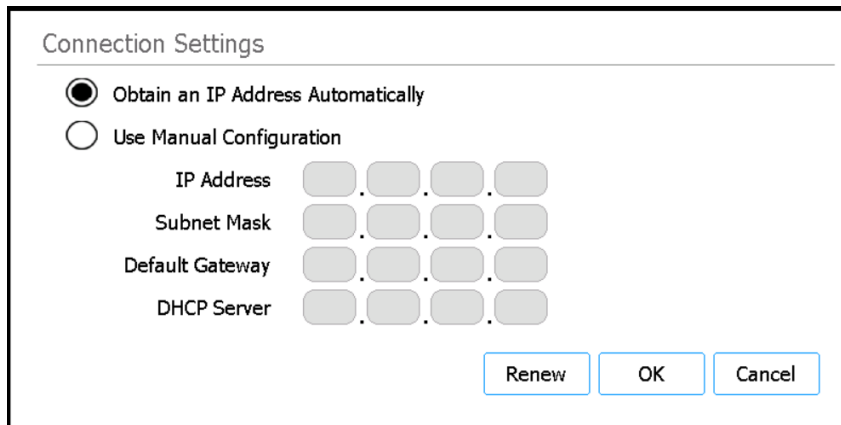 Connection Settings
Obtain an IP Address Automatically
Use Manual Configuration
IP Address . . .
Subnet Mask . . .
Default Gateway . . .
DHCP Server . . .
Renew OK Cancel